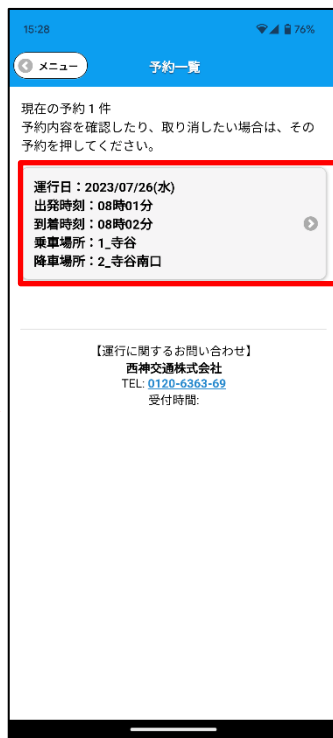 15:28
76%
メニュー
予約一覧
現在の予約 1 件
予約内容を確認したり、取り消したい場合は、その
予約を押してください。
運行日：2023/07/26(水)
出発時刻：08時01分
到着時刻：08時02分
乗車場所：1_寺谷
降車場所：2_寺谷南口
【運行に関するお問い合わせ】
西神交通株式会社
TEL: 0120-6363-69
受付時間: